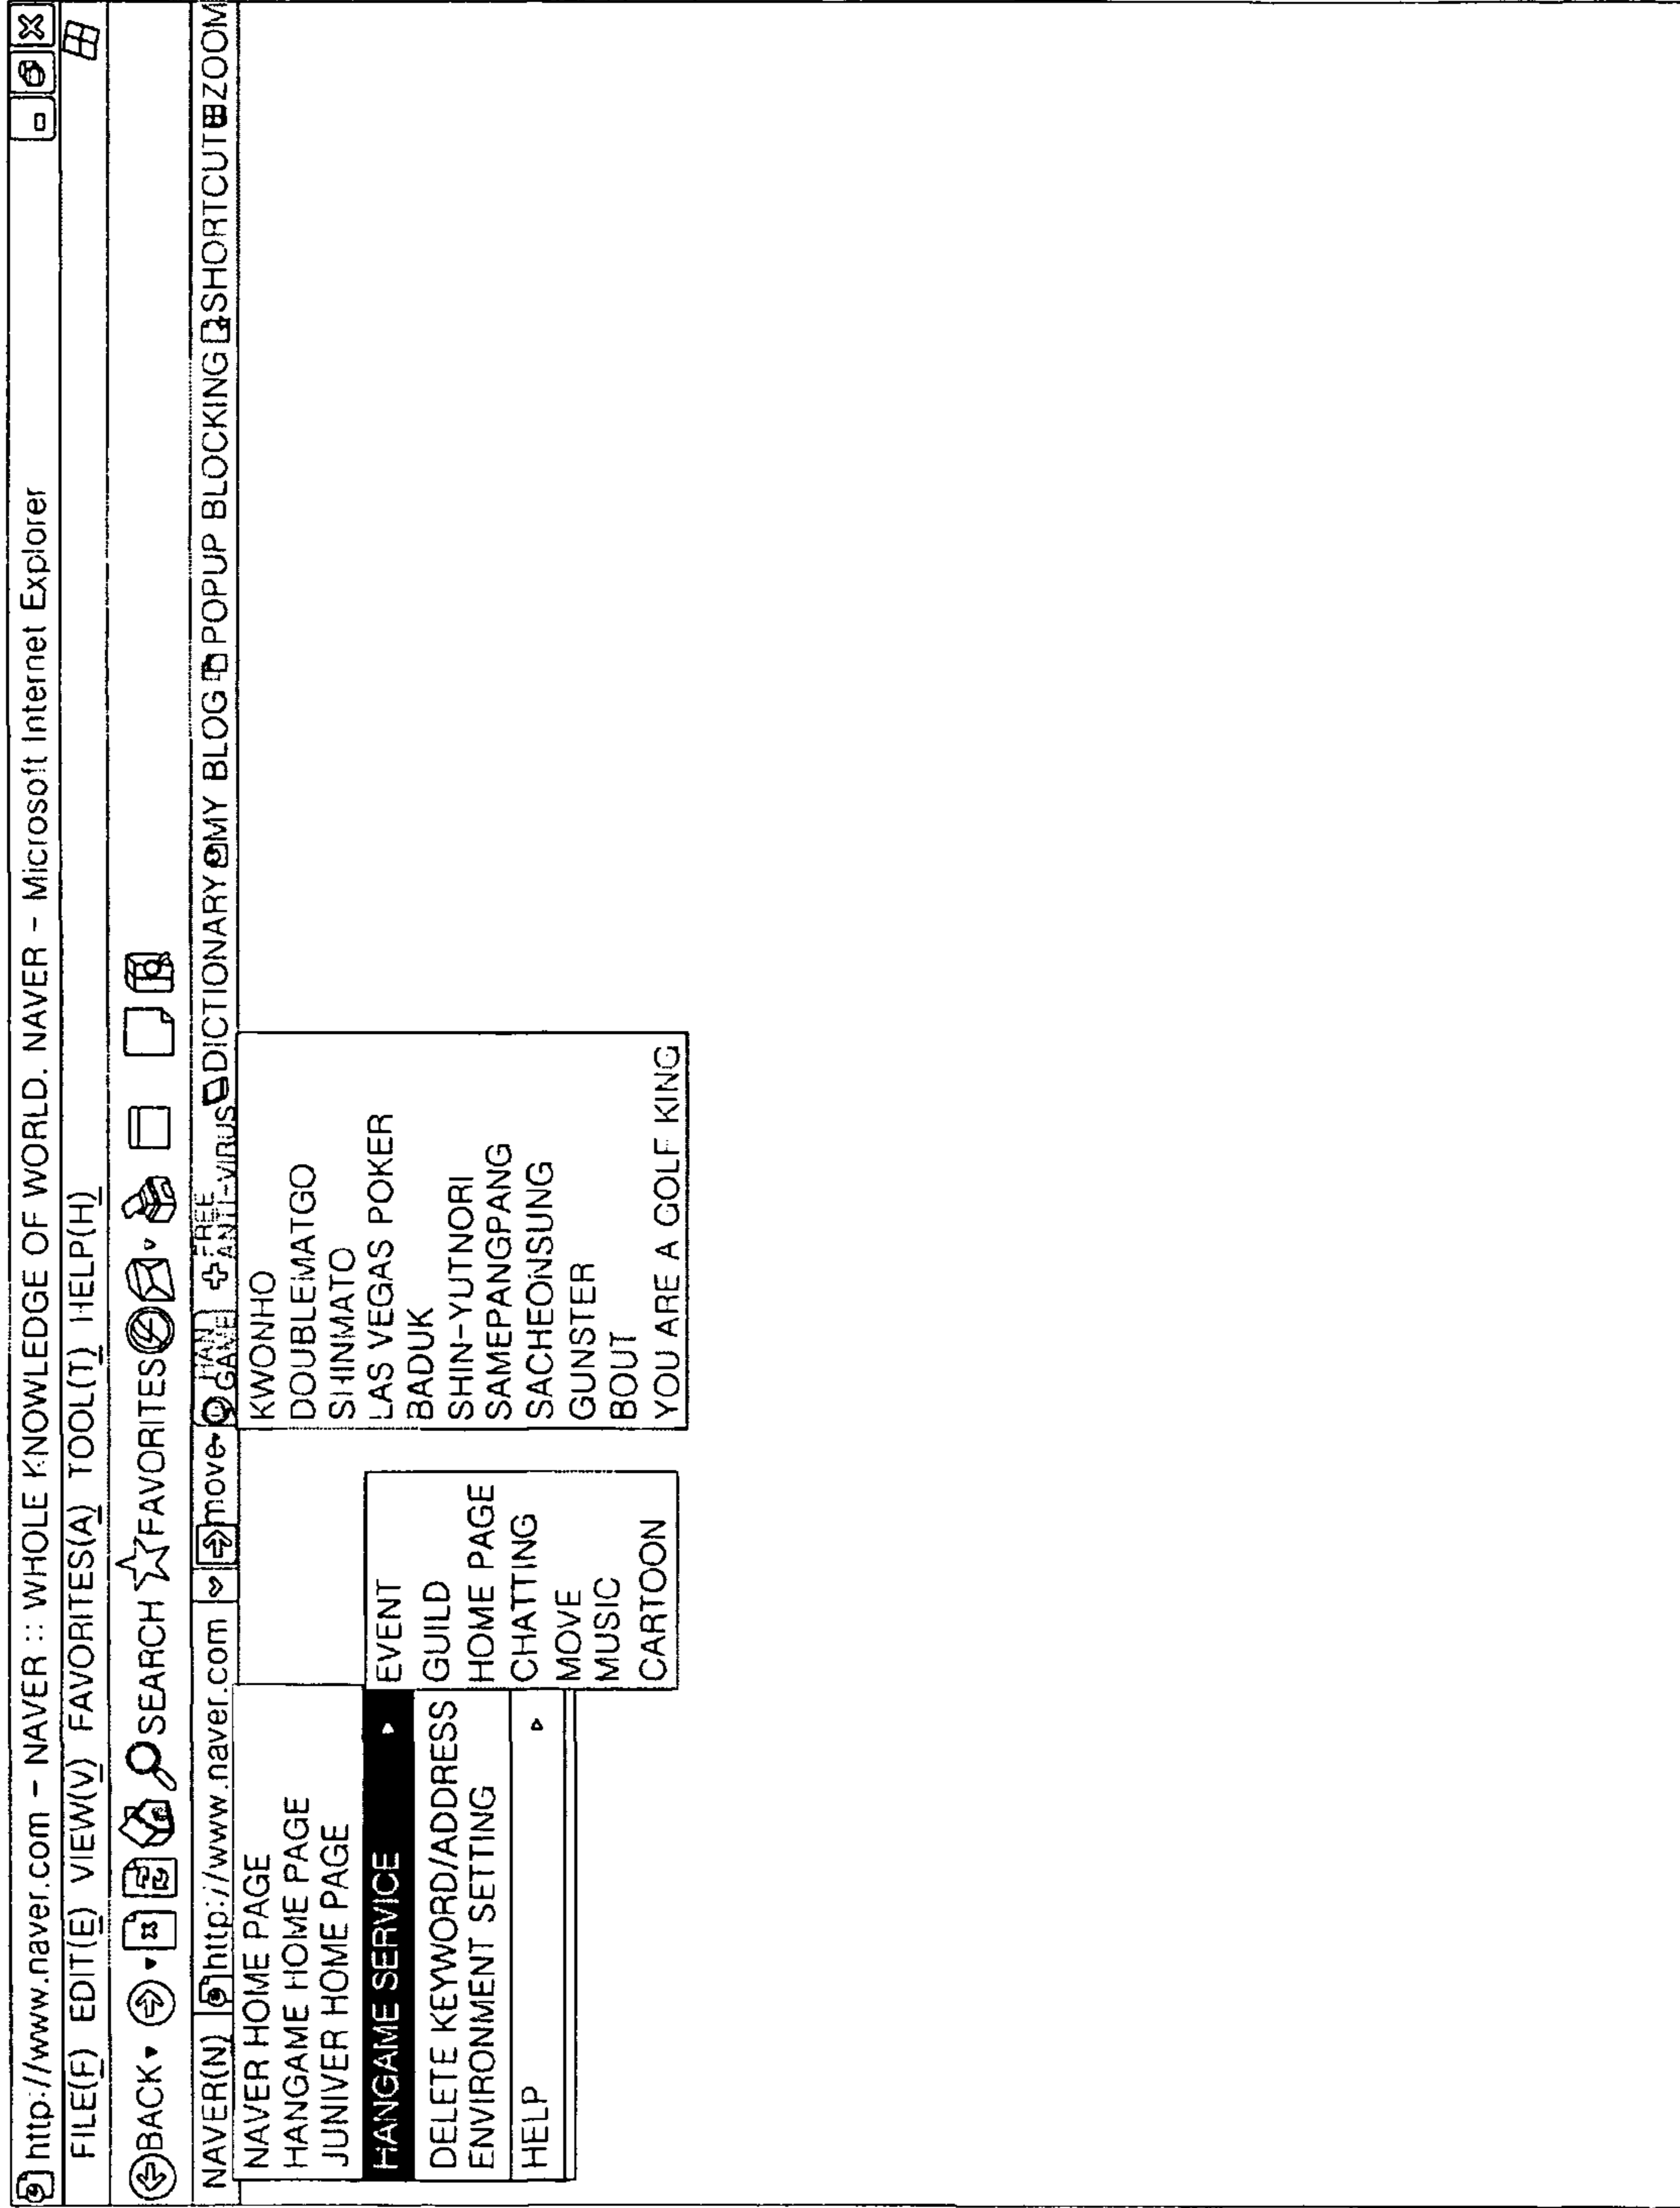 http://www.naver.com - NAVER :: WHOLE KNOWLEDGE OF WORLD. NAVER - Microsoft Internet Explorer
FILE(F) EDIT(E) VIEW(V) FAVORITES(A) TOOL(T) HELP(H)
BACK SEARCH FAVORITES
NAVER(N) http://www.naver.com move HAN GAME FREE ANTI-VIRUS DICTIONARY MY BLOG POPUP BLOCKING SHORTCUT ZOOM
NAVER HOME PAGE
HANGAME HOME PAGE
JUNIVER HOME PAGE
HANGAME SERVICE
DELETE KEYWORD/ADDRESS
ENVIRONMENT SETTING
HELP
EVENT
GUILD
HOME PAGE
CHATTING
MOVE
MUSIC
CARTOON
KWONHO
DOUBLEMATGO
SHINMATO
LAS VEGAS POKER
BADUK
SHIN-YUTNORI
SAMEPANGPANG
SACHEONSUNG
GUNSTER
BOUT
YOU ARE A GOLF KING